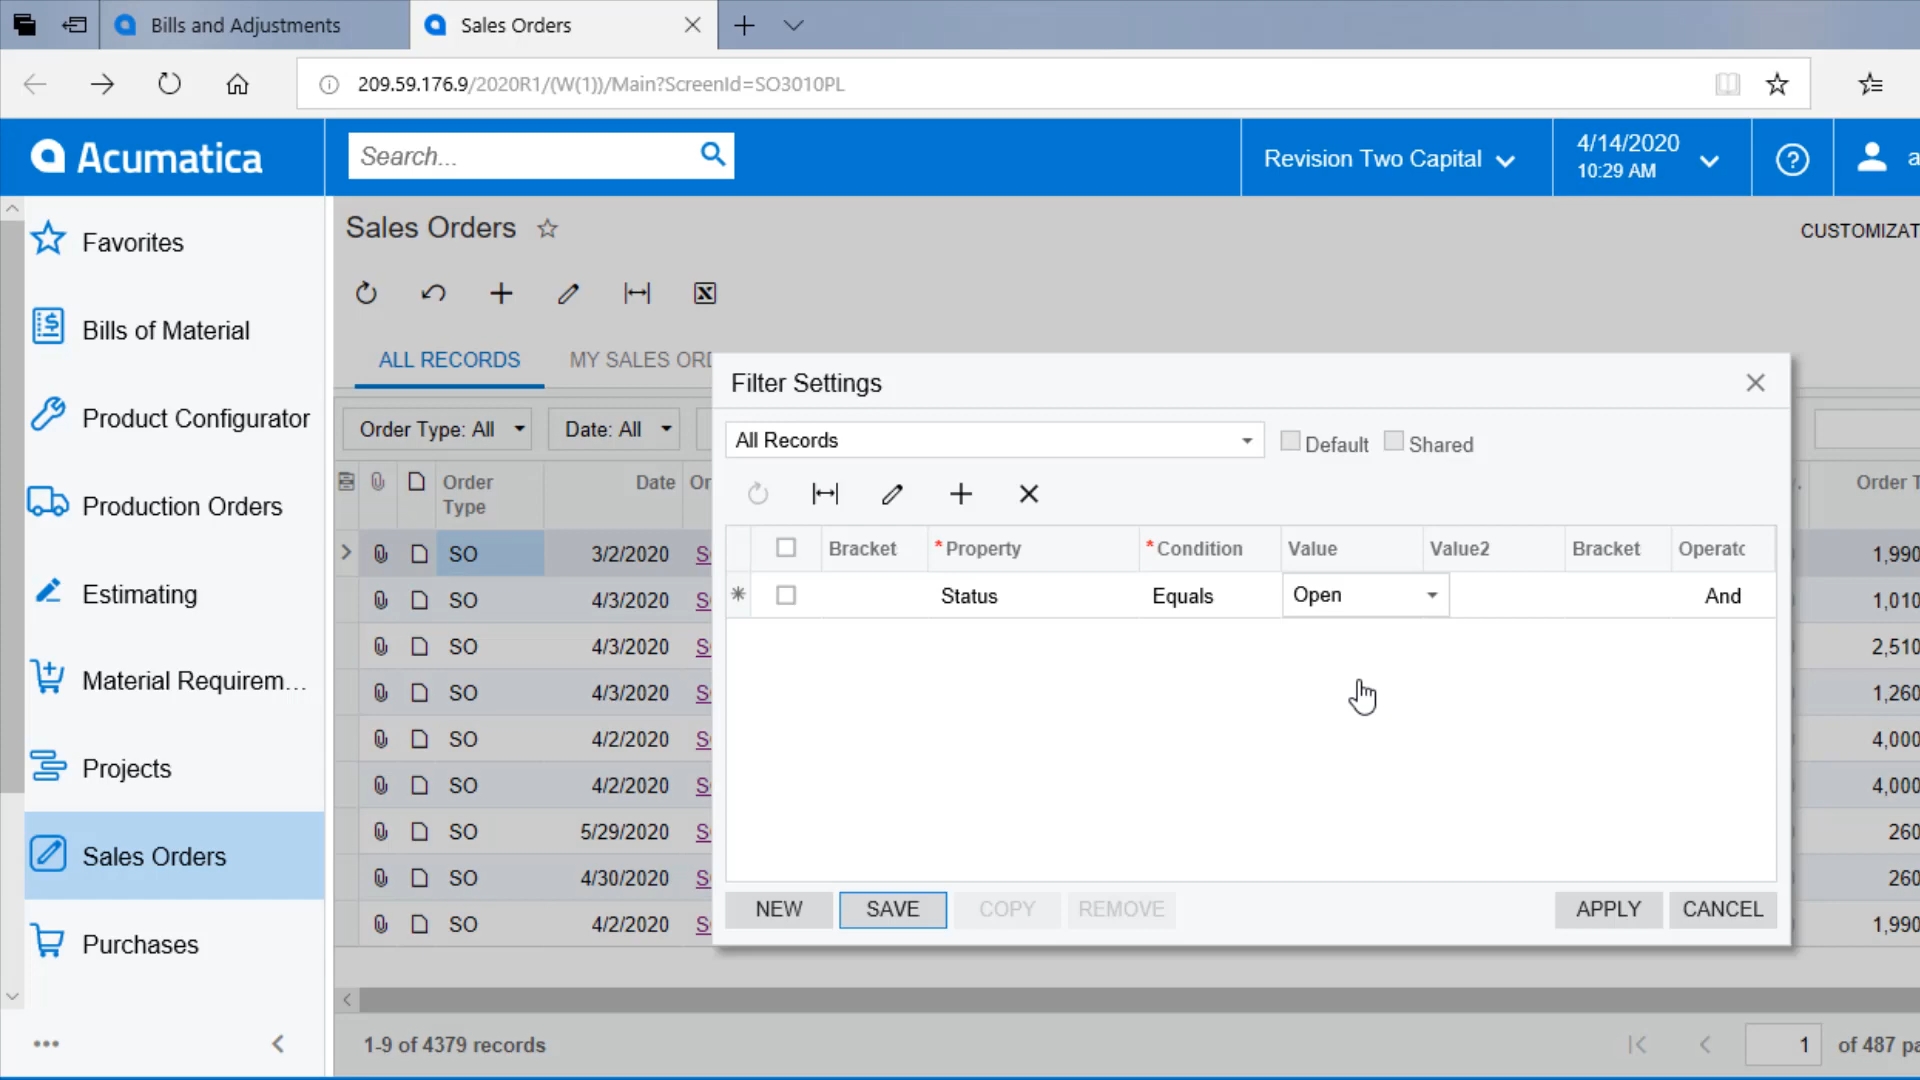 Bills and Adjustments
Sales Orders
209.59.176.9/2020R1/(W(1))/Main?ScreenId=SO3010PL
Acumatica
Search...
Revision Two Capital
4/14/2020
10:29 AM
Favorites
Bills of Material
Product Configurator
Production Orders
Estimating
Material Requirem...
Projects
Sales Orders
Purchases
Sales Orders
CUSTOMIZAT
ALL RECORDS
MY SALES ORD
Order Type: All
Date: All
Order Type
Date
Or
Order T
SO 3/2/2020 S 1,990
SO 4/3/2020 S 1,010
SO 4/3/2020 S 2,510
SO 4/3/2020 S 1,260
SO 4/2/2020 S 4,000
SO 4/2/2020 S 4,000
SO 5/29/2020 S 260
SO 4/30/2020 S 260
SO 4/2/2020 S 1,990
Filter Settings
All Records
Default
Shared
Bracket *Property *Condition Value Value2 Bracket Operato
Status Equals Open And
NEW SAVE COPY REMOVE APPLY CANCEL
1-9 of 4379 records
1 of 487 pa